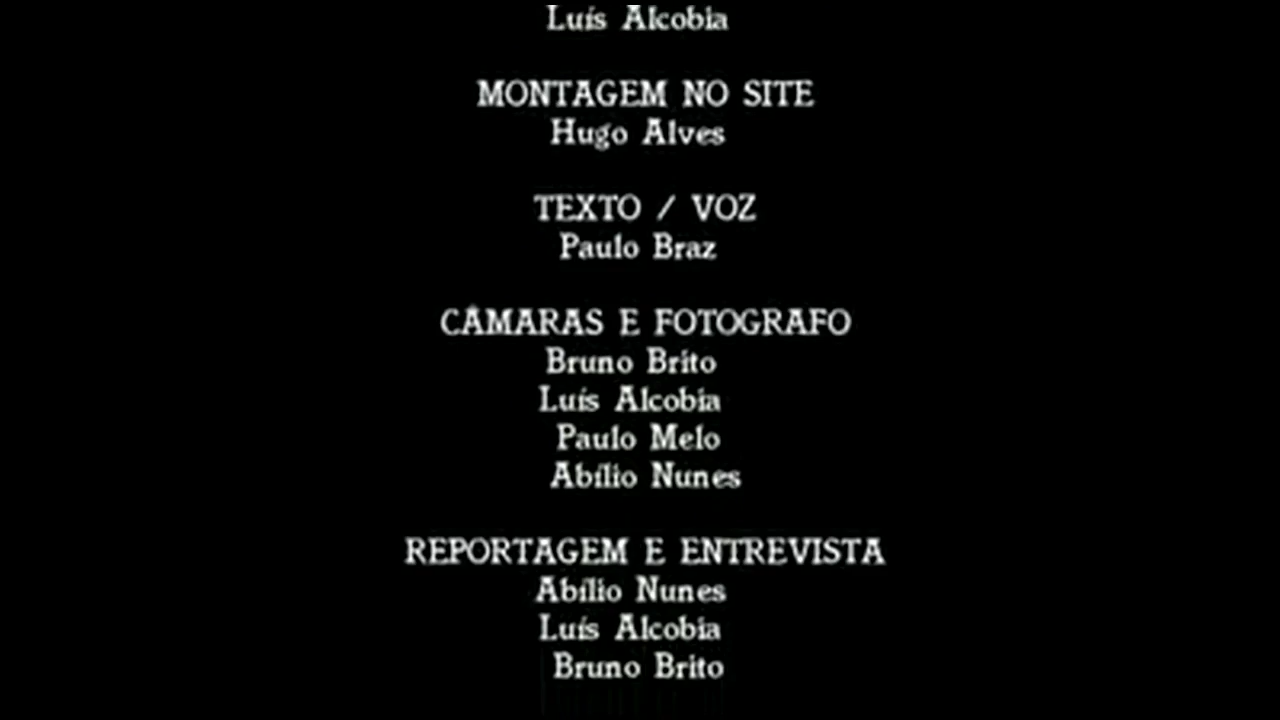 Luís Alcobia
MONTAGEM NO SITE
Hugo Alves
TEXTO / VOZ
Paulo Braz
CÂMARAS E FOTOGRAFO
Bruno Brito
Luís Alcobia
Paulo Melo
Abílio Nunes
REPORTAGEM E ENTREVISTA
Abílio Nunes
Luís Alcobia
Bruno Brito